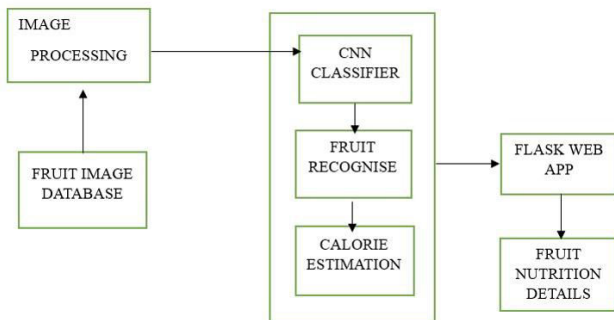 IMAGE
PROCESSING
FRUIT IMAGE
DATABASE
CNN
CLASSIFIER
FRUIT
RECOGNISE
CALORIE
ESTIMATION
FLASK WEB
APP
FRUIT
NUTRITION
DETAILS